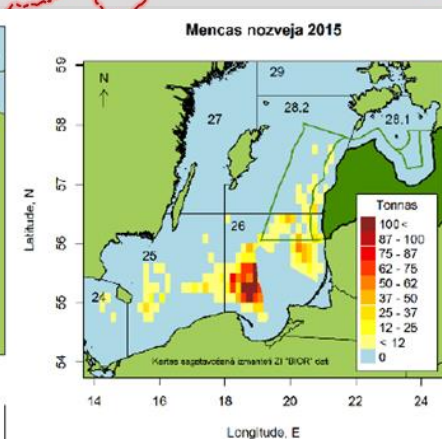 Mencas nozveja 2015
N
29
28.2
28.1
27
26
25
24
Latitude, N
59
58
57
56
55
54
Tonnas
100<
87 - 100
75 - 87
62 - 75
50 - 62
37 - 50
25 - 37
12 - 25
< 12
0
Kartes sagatavošanā izmantoti ZI "BIOR" dati
14 16 18 20 22 24
Longitude, E